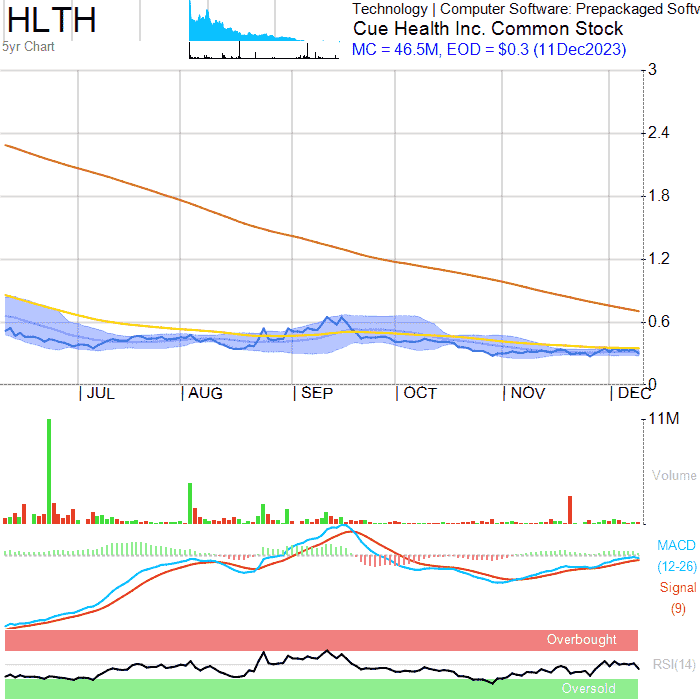 HLTH
Technology | Computer Software: Prepackaged Softw
Cue Health Inc. Common Stock
5yr Chart
MC = 46.5M, EOD = $0.3 (11Dec2023)
3
2.4
1.8
1.2
0.6
0
| JUL | AUG | SEP | OCT | NOV | DEC
11M
Volume
MACD
(12-26)
Signal
(9)
Overbought
RSI(14)
Oversold